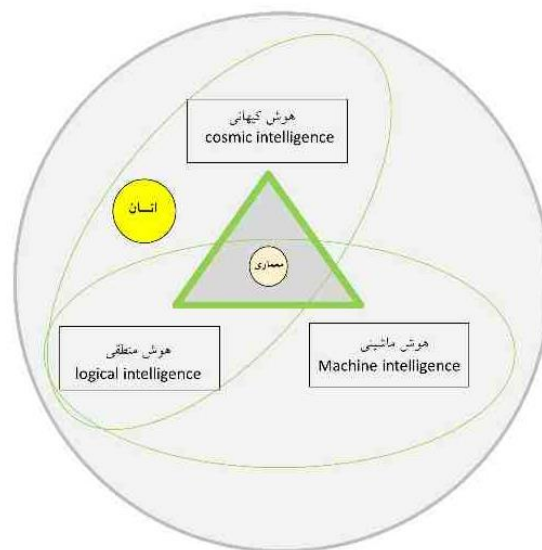 هوش کیهانی
cosmic intelligence
انسان
معماری
هوش منطقی
logical intelligence
هوش ماشینی
Machine intelligence